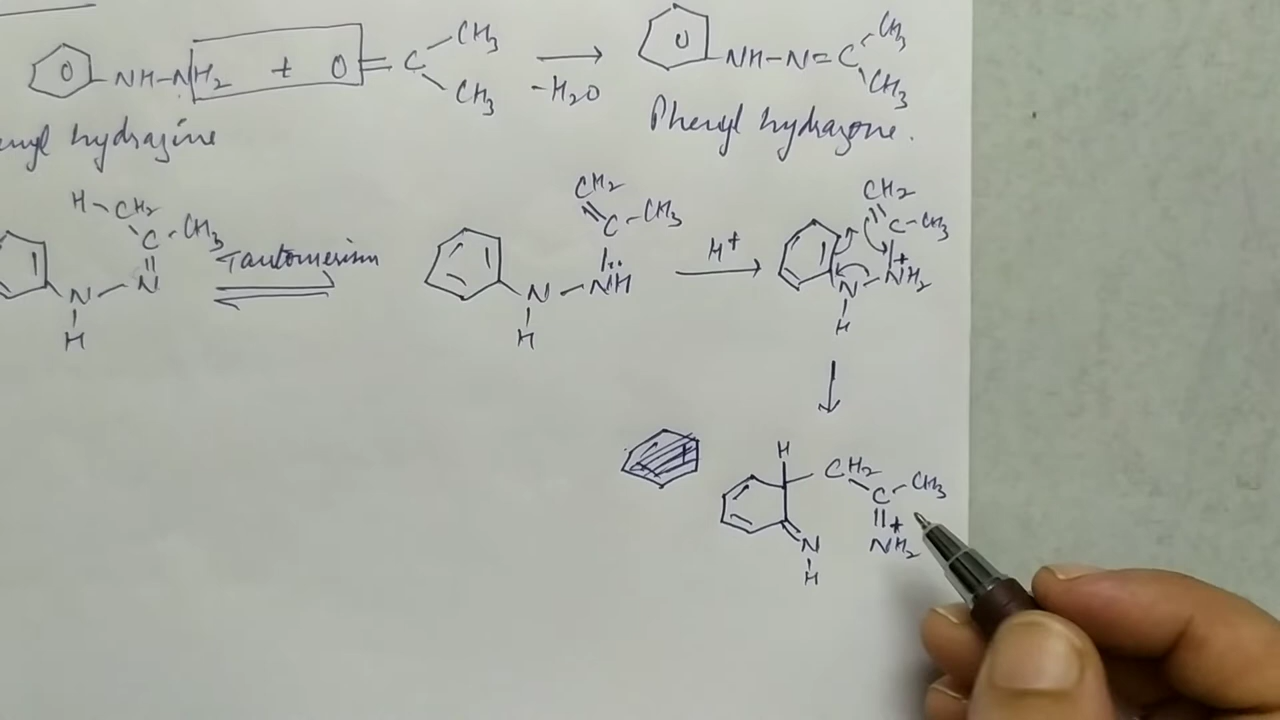 NH-NH2 + O=C CH3 CH3 -H2O NH-N=C CH3 CH3
enyl hydrazine Phenyl hydrazone.
H-CH2 C-CH3 N-N H Tautomerism CH2=C-CH3 N-NH H H+ CH2=C-CH3 N-NH2 + H
H CH2 C-CH3 NH2 + N H